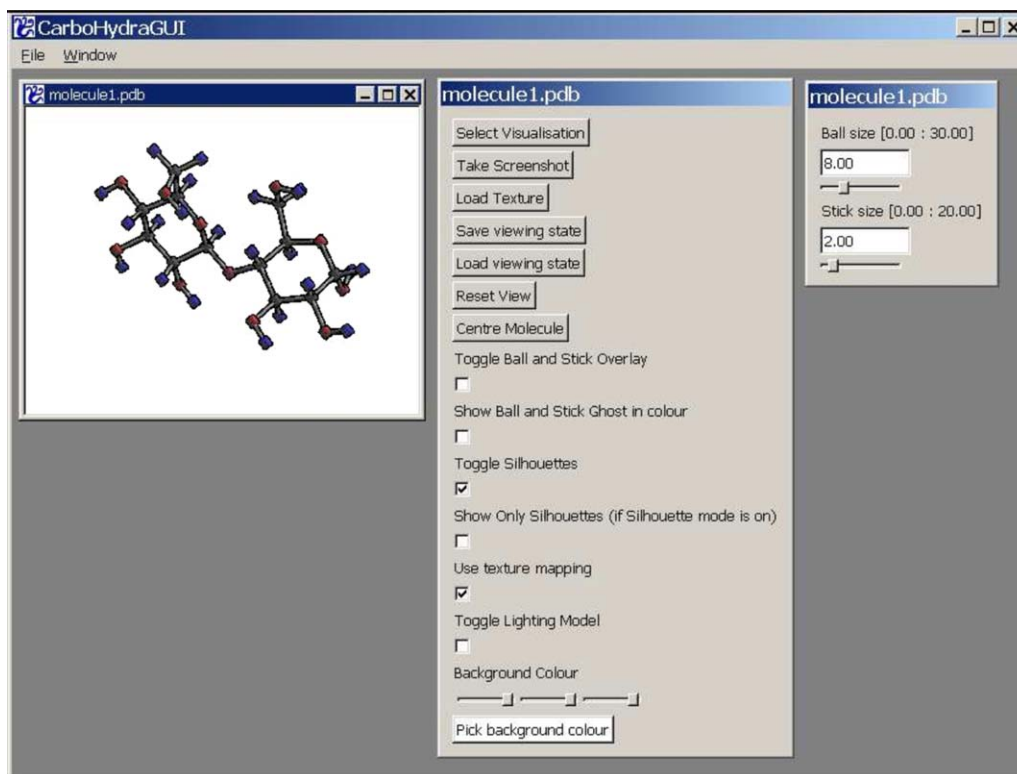 CarboHydraGUI
File Window
molecule1.pdb
molecule1.pdb
Select Visualisation
Take Screenshot
Load Texture
Save viewing state
Load viewing state
Reset View
Centre Molecule
Toggle Ball and Stick Overlay
Show Ball and Stick Ghost in colour
Toggle Silhouettes
Show Only Silhouettes (if Silhouette mode is on)
Use texture mapping
Toggle Lighting Model
Background Colour
Pick background colour
molecule1.pdb
Ball size [0.00 : 30.00]
8.00
Stick size [0.00 : 20.00]
2.00